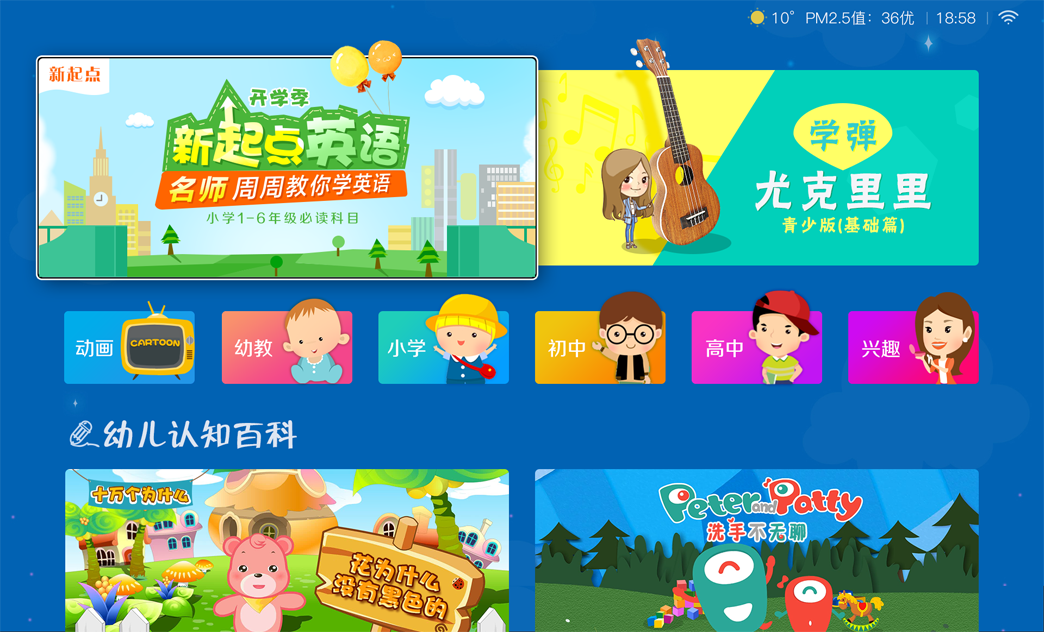 10° PM2.5值：36优 | 18:58
新起点
开学季
新起点英语
名师 周周教你学英语
小学1-6年级必读科目
学弹
尤克里里
青少版(基础篇)
动画
CARTOON
幼教
小学
初中
高中
兴趣
幼儿认知百科
十万个为什么
花为什么
没有黑色的
Peter and Patty
洗手不无聊